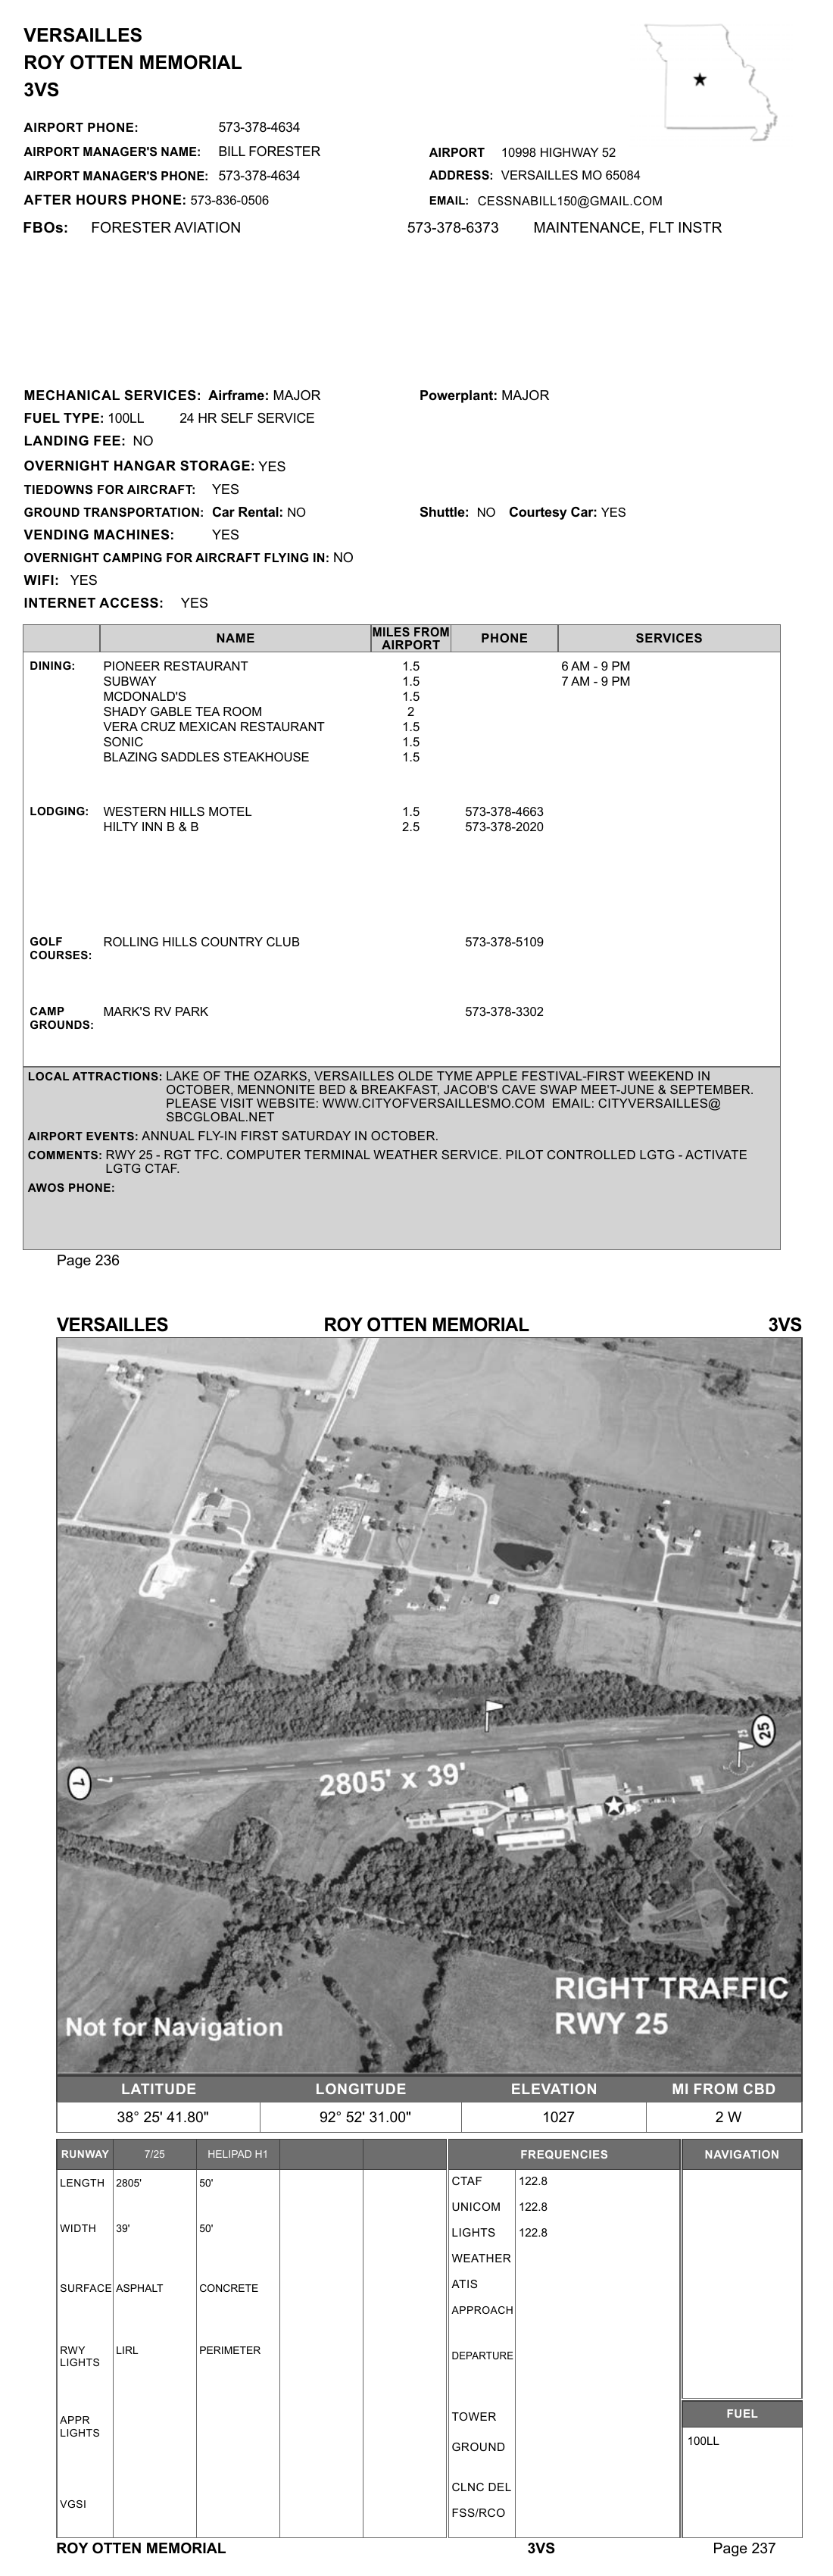 VERSAILLES
ROY OTTEN MEMORIAL
3VS
AIRPORT PHONE: 573-378-4634
AIRPORT MANAGER'S NAME: BILL FORESTER
AIRPORT 10998 HIGHWAY 52
AIRPORT MANAGER'S PHONE: 573-378-4634
ADDRESS: VERSAILLES MO 65084
AFTER HOURS PHONE: 573-836-0506
EMAIL: CESSNABILL150@GMAIL.COM
FBOs: FORESTER AVIATION 573-378-6373 MAINTENANCE, FLT INSTR
MECHANICAL SERVICES: Airframe: MAJOR Powerplant: MAJOR
FUEL TYPE: 100LL 24 HR SELF SERVICE
LANDING FEE: NO
OVERNIGHT HANGAR STORAGE: YES
TIEDOWNS FOR AIRCRAFT: YES
GROUND TRANSPORTATION: Car Rental: NO Shuttle: NO Courtesy Car: YES
VENDING MACHINES: YES
OVERNIGHT CAMPING FOR AIRCRAFT FLYING IN: NO
WIFI: YES
INTERNET ACCESS: YES
NAME MILES FROM AIRPORT PHONE SERVICES
DINING: PIONEER RESTAURANT 1.5 6 AM - 9 PM
SUBWAY 1.5 7 AM - 9 PM
MCDONALD'S 1.5
SHADY GABLE TEA ROOM 2
VERA CRUZ MEXICAN RESTAURANT 1.5
SONIC 1.5
BLAZING SADDLES STEAKHOUSE 1.5
LODGING: WESTERN HILLS MOTEL 1.5 573-378-4663
HILTY INN B & B 2.5 573-378-2020
GOLF COURSES: ROLLING HILLS COUNTRY CLUB 573-378-5109
CAMP GROUNDS: MARK'S RV PARK 573-378-3302
LOCAL ATTRACTIONS: LAKE OF THE OZARKS, VERSAILLES OLDE TYME APPLE FESTIVAL-FIRST WEEKEND IN
OCTOBER, MENNONITE BED & BREAKFAST, JACOB'S CAVE SWAP MEET-JUNE & SEPTEMBER.
PLEASE VISIT WEBSITE: WWW.CITYOFVERSAILLESMO.COM EMAIL: CITYVERSAILLES@
SBCGLOBAL.NET
AIRPORT EVENTS: ANNUAL FLY-IN FIRST SATURDAY IN OCTOBER.
COMMENTS: RWY 25 - RGT TFC. COMPUTER TERMINAL WEATHER SERVICE. PILOT CONTROLLED LGTG - ACTIVATE
LGTG CTAF.
AWOS PHONE:
Page 236
VERSAILLES ROY OTTEN MEMORIAL 3VS
25
7
2805' x 39'
RIGHT TRAFFIC
RWY 25
Not for Navigation
LATITUDE LONGITUDE ELEVATION MI FROM CBD
38° 25' 41.80" 92° 52' 31.00" 1027 2 W
RUNWAY 7/25 HELIPAD H1
LENGTH 2805' 50'
WIDTH 39' 50'
SURFACE ASPHALT CONCRETE
RWY LIGHTS LIRL PERIMETER
APPR LIGHTS
VGSI
FREQUENCIES
CTAF 122.8
UNICOM 122.8
LIGHTS 122.8
WEATHER
ATIS
APPROACH
DEPARTURE
TOWER
GROUND
CLNC DEL
FSS/RCO
NAVIGATION
FUEL
100LL
ROY OTTEN MEMORIAL 3VS Page 237